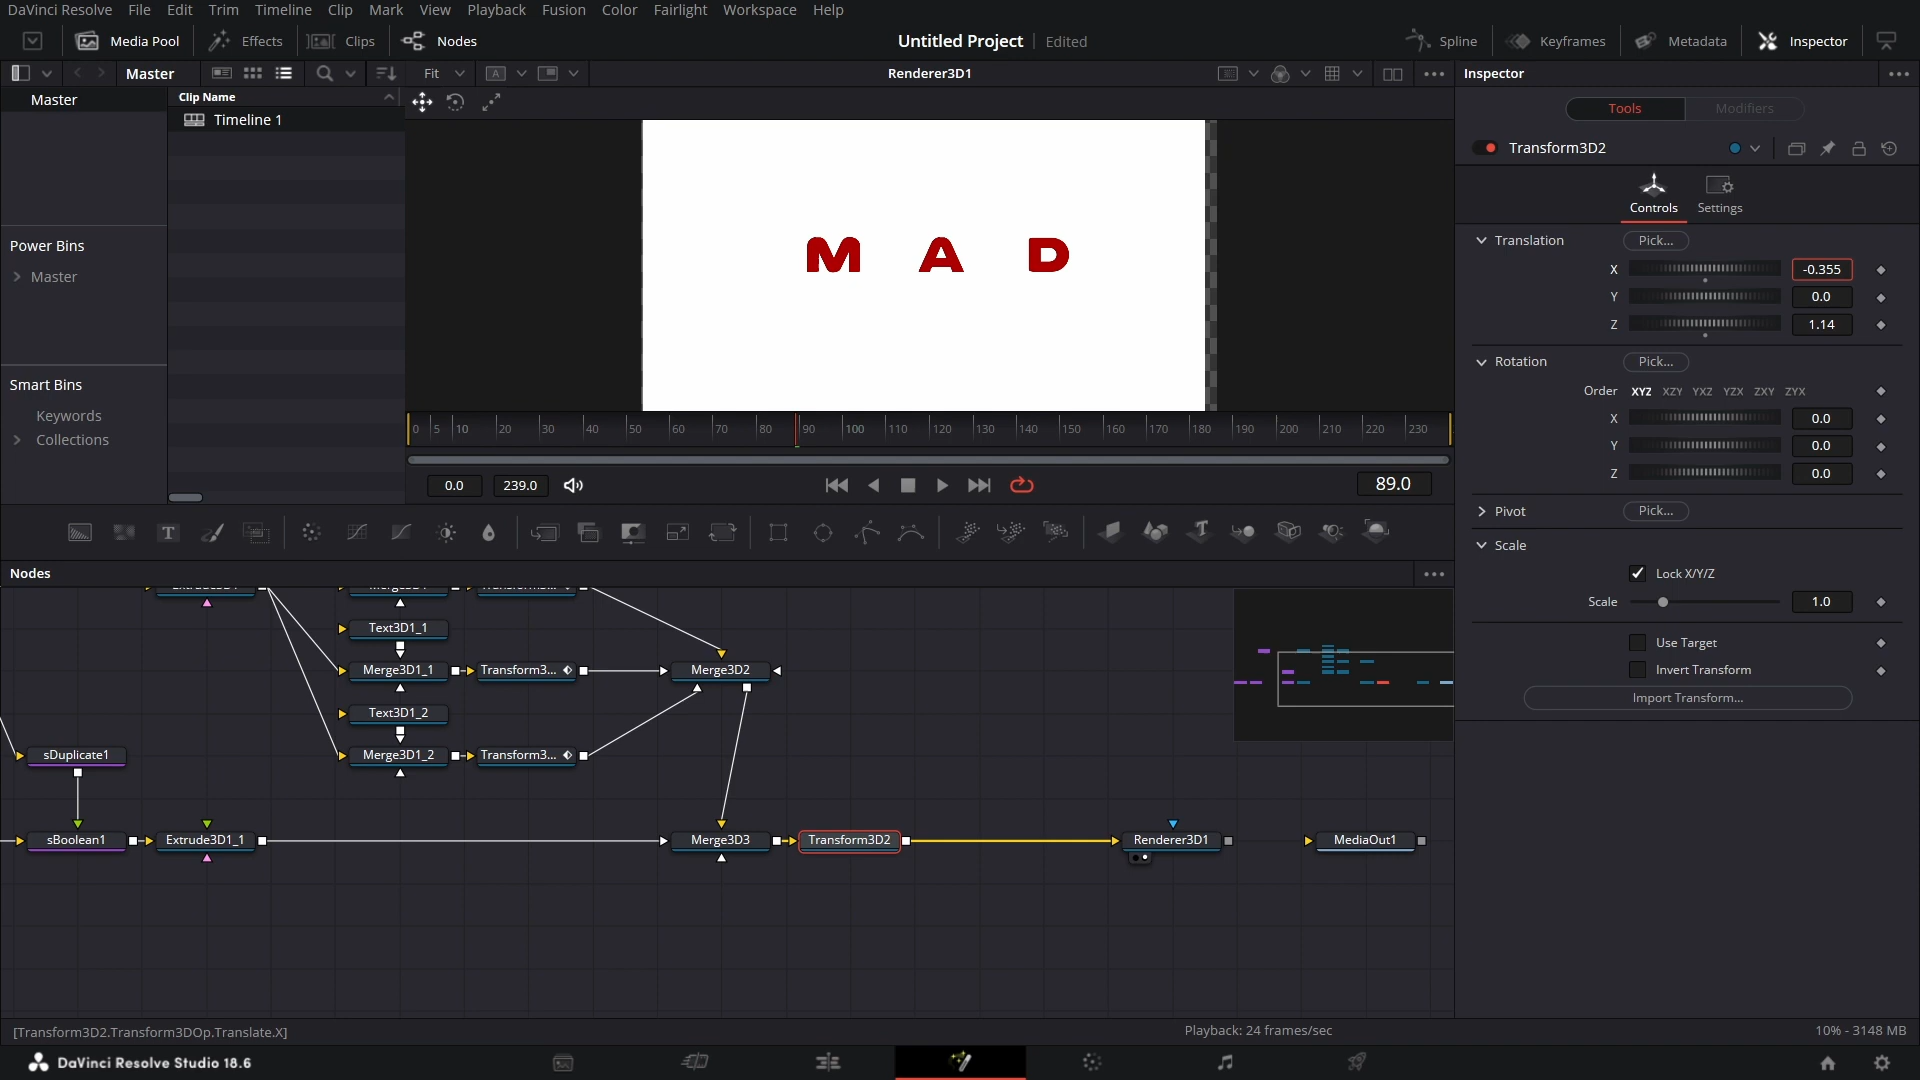 DaVinci Resolve File Edit Trim Timeline Clip Mark View Playback Fusion Color Fairlight Workspace Help
Media Pool Effects Clips Nodes Untitled Project Edited Spline Keyframes Metadata Inspector
Master Fit A Renderer3D1 Inspector
Master
Clip Name
Timeline 1
Power Bins
Master
Smart Bins
Keywords
Collections
M A D
0 5 10 20 30 40 50 60 70 80 90 100 110 120 130 140 150 160 170 180 190 200 210 220 230
0.0 239.0 89.0
Tools Modifiers
Transform3D2
Controls Settings
Translation Pick...
X -0.355
Y 0.0
Z 1.14
Rotation Pick...
Order XYZ XZY YXZ YZX ZXY ZYX
X 0.0
Y 0.0
Z 0.0
Pivot Pick...
Scale
Lock X/Y/Z
Scale 1.0
Use Target
Invert Transform
Import Transform...
Nodes
Text3D1_1
Merge3D1_1 Transform3... Merge3D2
Text3D1_2
sDuplicate1 Merge3D1_2 Transform3...
sBoolean1 Extrude3D1_1 Merge3D3 Transform3D2 Renderer3D1 MediaOut1
[Transform3D2.Transform3DOp.Translate.X] Playback: 24 frames/sec 10% - 3148 MB
DaVinci Resolve Studio 18.6